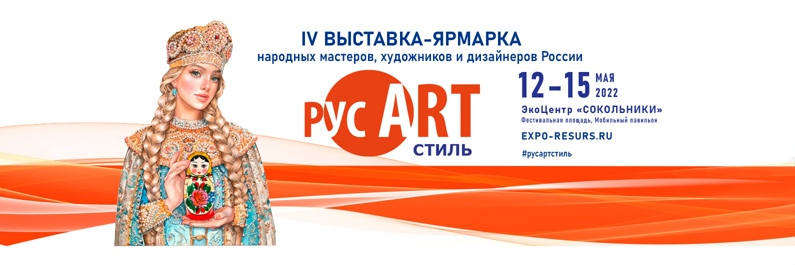 IV ВЫСТАВКА-ЯРМАРКА
народных мастеров, художников и дизайнеров России
РУС АRT
СТИЛЬ
12-15 МАЯ 2022
ЭкоЦентр «СОКОЛЬНИКИ»
Фестивальная площадь, Мобильный павильон
EXPO-RESURS.RU
#русартстиль